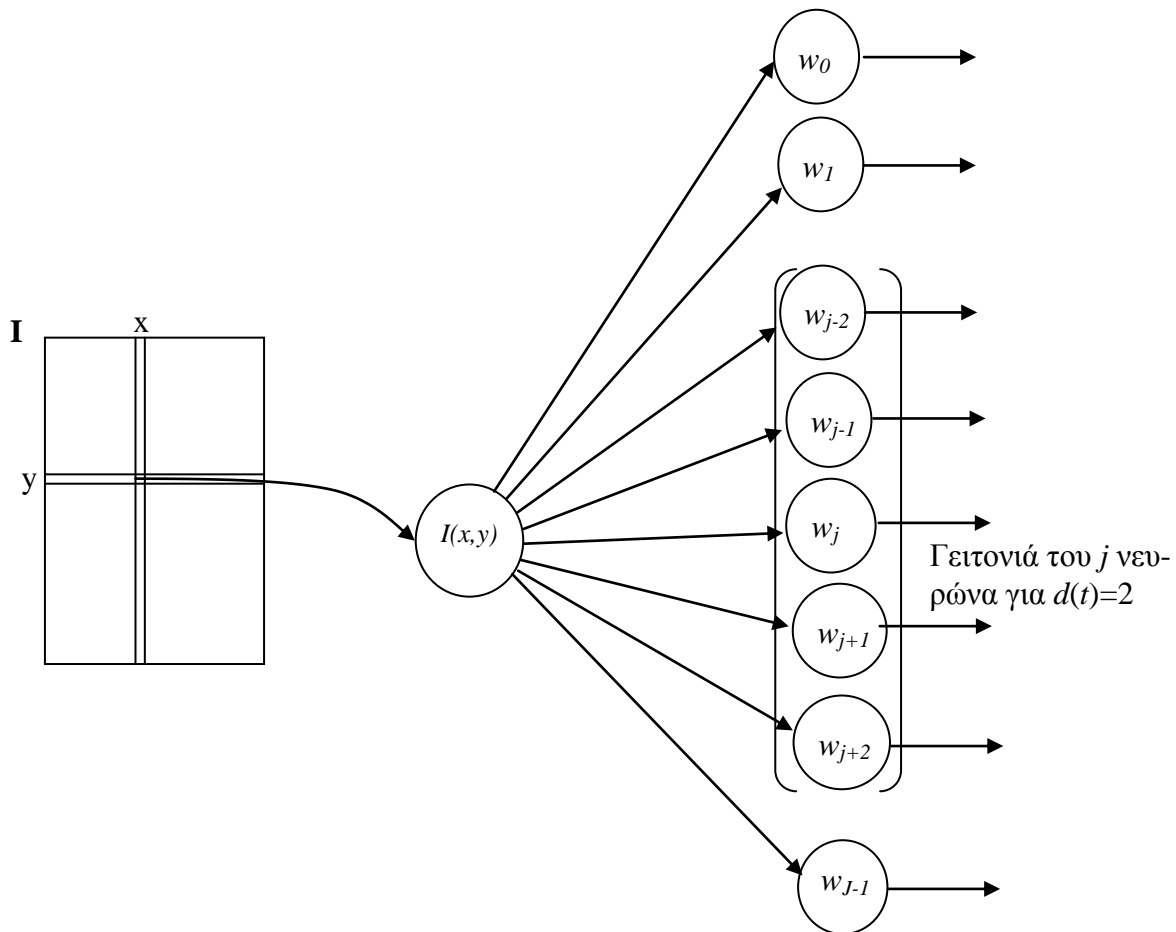 w0
w1
wj-2
x
I
wj-1
y
I(x,y)
wj
Γειτονιά του j νευ-
ρώνα για d(t)=2
wj+1
wj+2
wJ-1